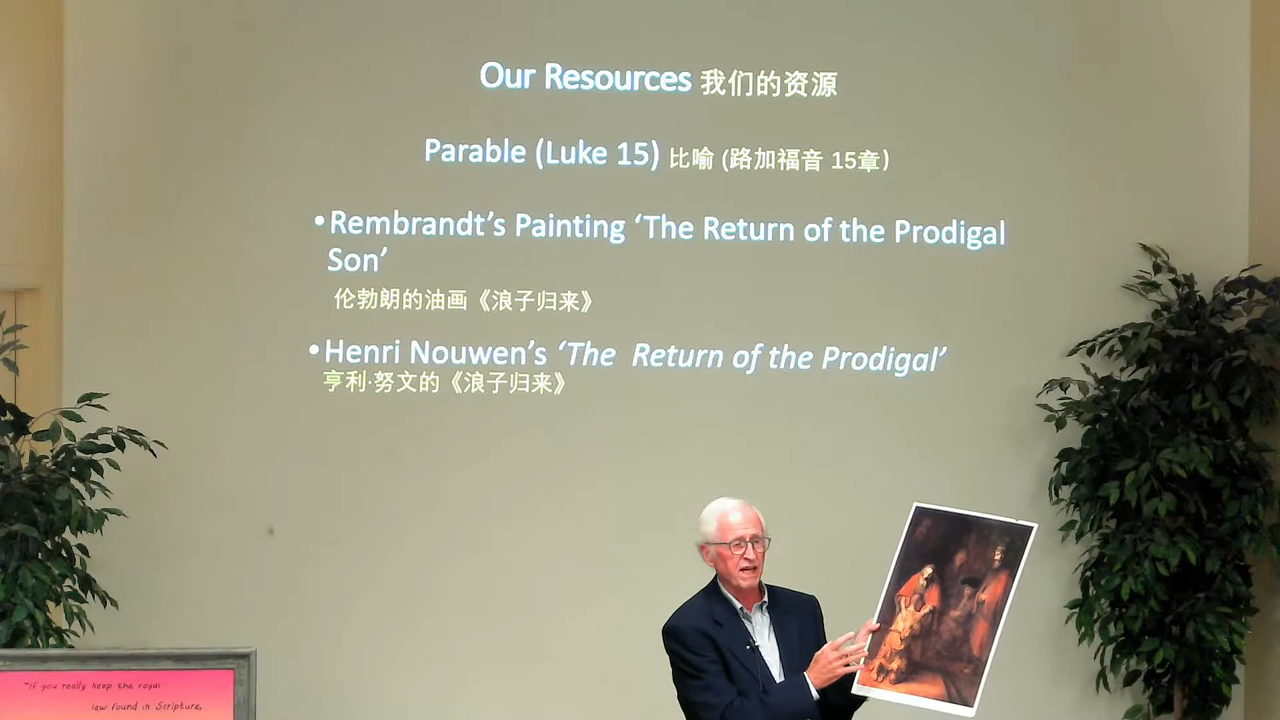 Our Resources 我们的资源
Parable (Luke 15) 比喻 (路加福音 15章)
•Rembrandt's Painting ‘The Return of the Prodigal
Son’
伦勃朗的油画《浪子归来》
•Henri Nouwen's ‘The Return of the Prodigal’
亨利·努文的《浪子归来》
"If you really keep the royal
law found in Scripture,